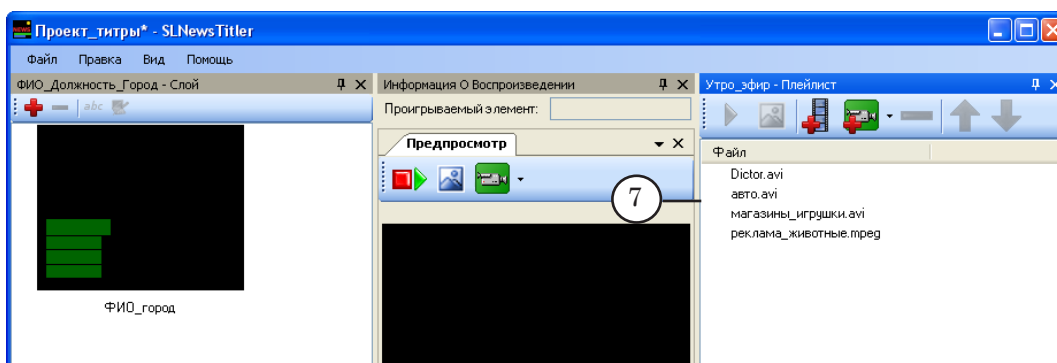 Проект_титры* - SLNewsTitler
Файл Правка Вид Помощь
ФИО_Должность_Город - Слой
abc
ФИО_город
Информация О Воспроизведении
Проигрываемый элемент:
Предпросмотр
7
Утро_эфир - Плейлист
Файл
Dictor.avi
авто.avi
магазины_игрушки.avi
реклама_животные.mpeg